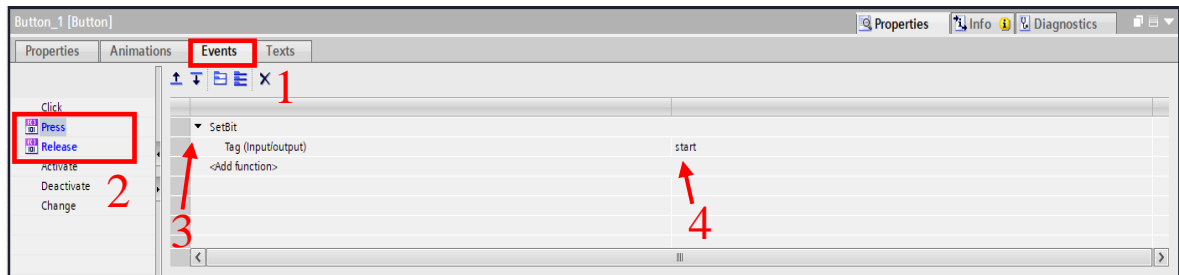 Button_1 [Button] Properties Info Diagnostics
Properties Animations Events Texts
1
Click
Press
SetBit
Release
Tag (Input/output) start
Activate
<Add function>
Deactivate
2
Change
3
4